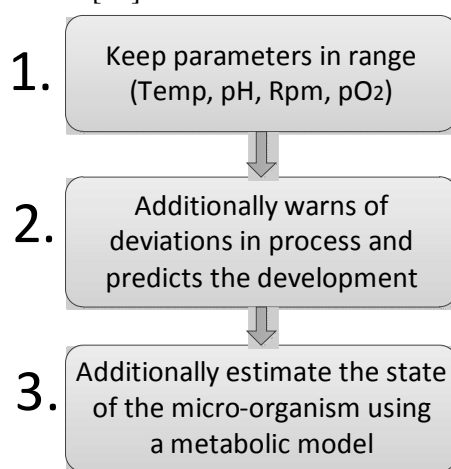 1.
Keep parameters in range
(Temp, pH, Rpm, pO2)
2.
Additionally warns of
deviations in process and
predicts the development
3.
Additionally estimate the state
of the micro-organism using
a metabolic model